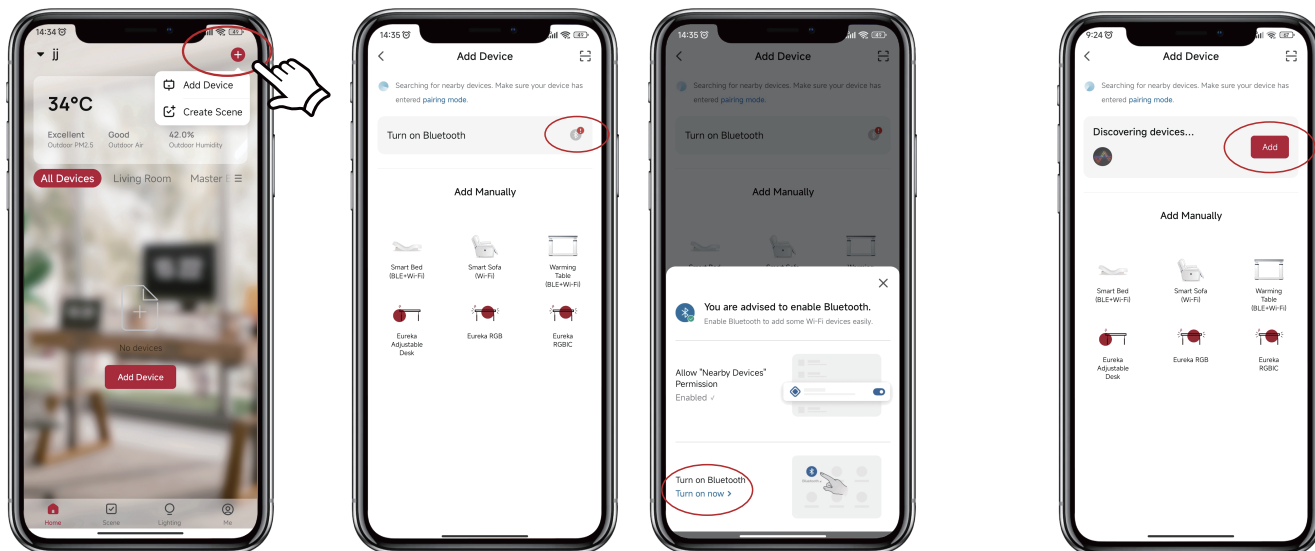 14:34
49
jj
Add Device
Create Scene
34°C
Excellent
Outdoor PM2.5
Good
Outdoor Air
42.0%
Outdoor Humidity
All Devices
Living Room
Master
No devices
Add Device
Home
Scene
Lighting
Me
14:35
49
Add Device
Searching for nearby devices. Make sure your device has
entered pairing mode.
Turn on Bluetooth
Add Manually
Smart Bed
(BLE+Wi-Fi)
Smart Sofa
(Wi-Fi)
Warming
Table
(BLE+Wi-Fi)
Eureka
Adjustable
Desk
Eureka RGB
Eureka
RGBIC
14:35
49
Add Device
Searching for nearby devices. Make sure your device has
entered pairing mode.
Turn on Bluetooth
Add Manually
You are advised to enable Bluetooth.
Enable Bluetooth to add some Wi-Fi devices easily.
Allow "Nearby Devices"
Permission
Enabled √
Turn on Bluetooth
Turn on now >
9:24
Add Device
Searching for nearby devices. Make sure your device has
entered pairing mode.
Discovering devices...
Add
Add Manually
Smart Bed
(BLE+Wi-Fi)
Smart Sofa
(Wi-Fi)
Warming
Table
(BLE+Wi-Fi)
Eureka
Adjustable
Desk
Eureka RGB
Eureka
RGBIC